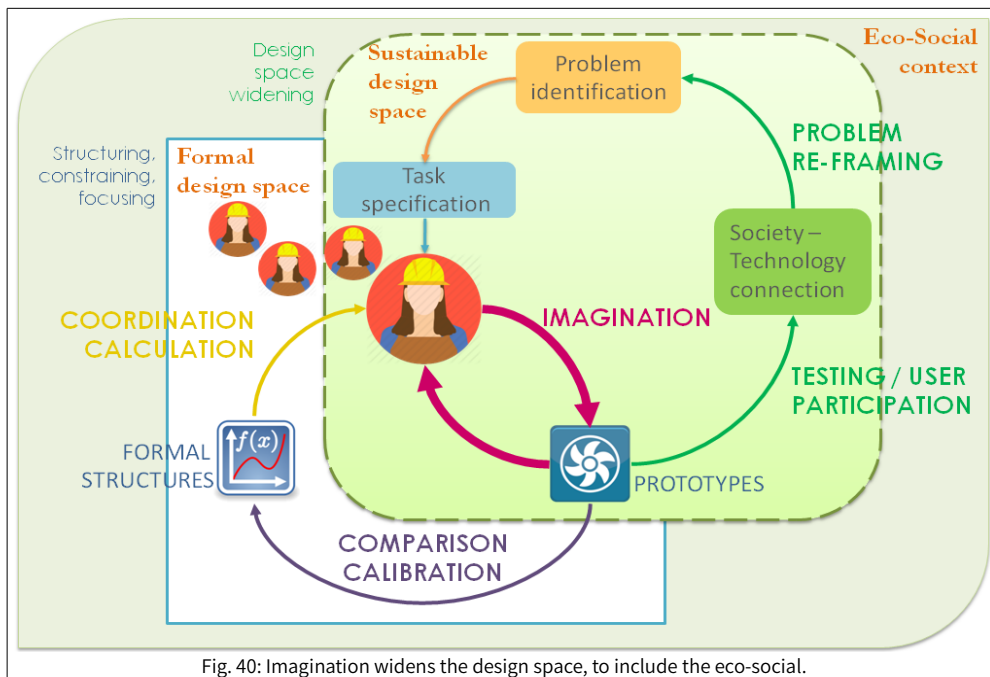 Eco-Social
context
Design
space
widening
Sustainable
design
space
Problem
identification
PROBLEM
RE-FRAMING
Structuring,
constraining,
focusing
Formal
design space
Task
specification
Society –
Technology
connection
COORDINATION
CALCULATION
IMAGINATION
TESTING / USER
PARTICIPATION
FORMAL
STRUCTURES
f(x)
PROTOTYPES
COMPARISON
CALIBRATION
Fig. 40: Imagination widens the design space, to include the eco-social.